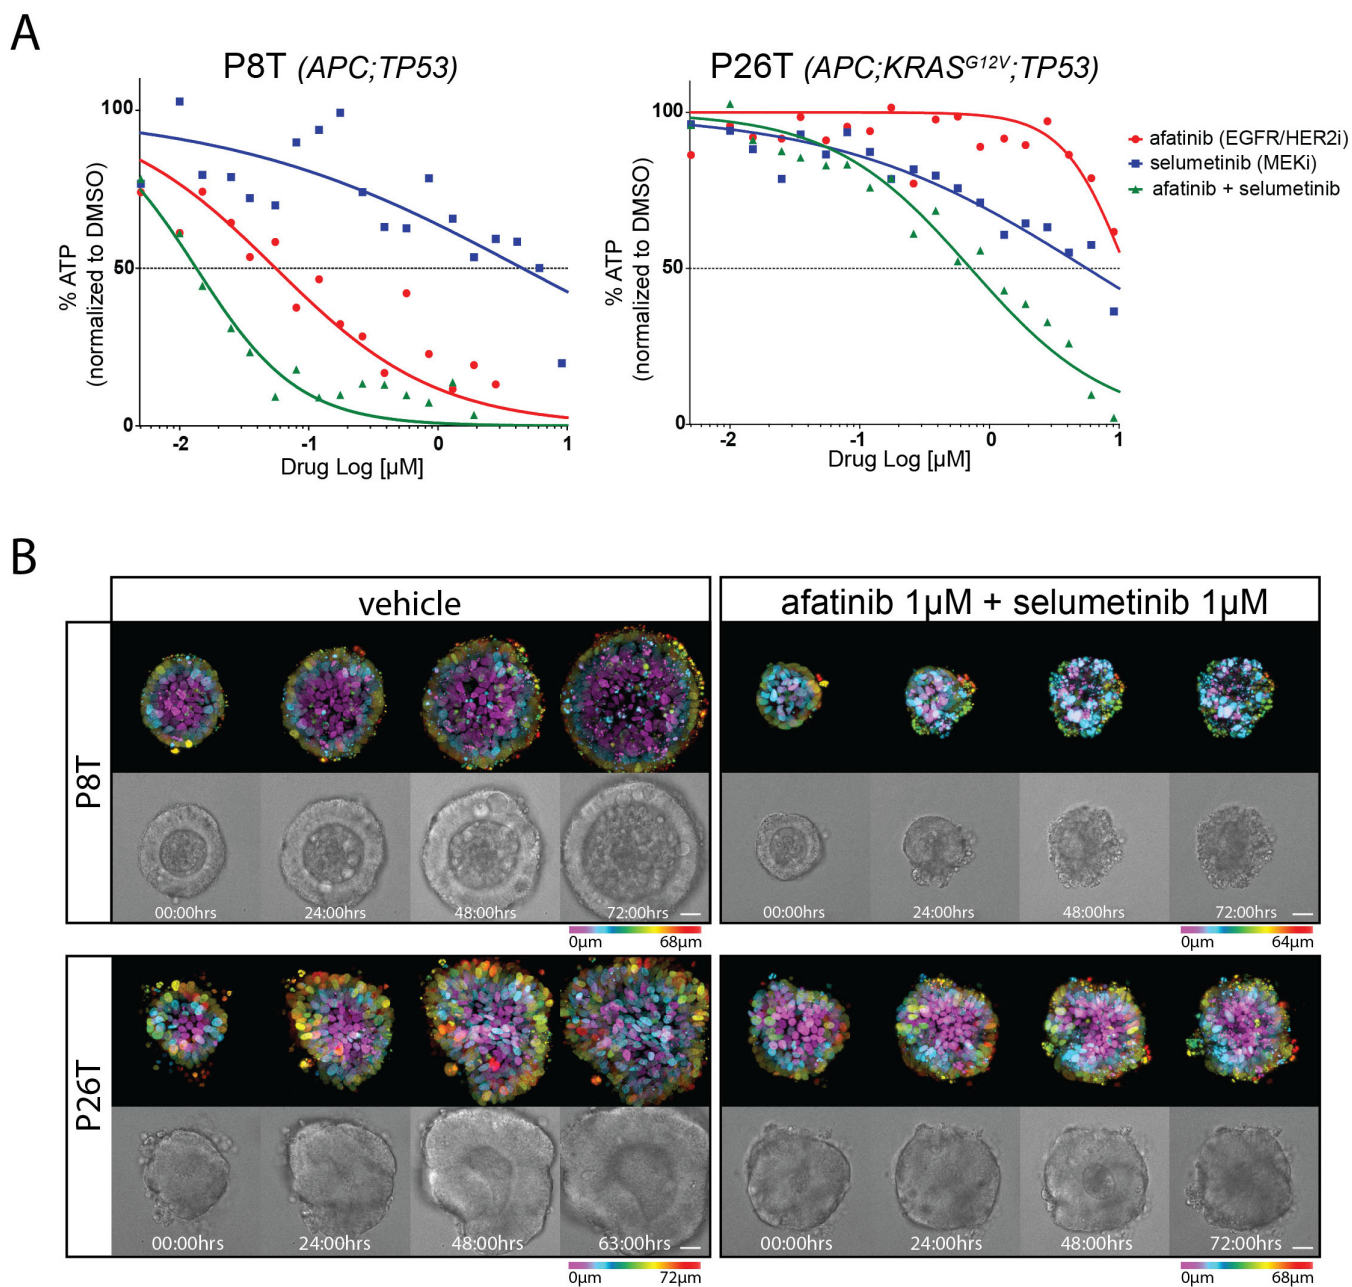 A
P8T (APC;TP53)
% ATP
(normalized to DMSO)
100
50
0
-2 -1 0 1
Drug Log [µM]
P26T (APC;KRASG12V;TP53)
% ATP
(normalized to DMSO)
100
50
0
-2 -1 0 1
Drug Log [µM]
afatinib (EGFR/HER2i)
selumetinib (MEKi)
afatinib + selumetinib
B
vehicle
afatinib 1µM + selumetinib 1µM
P8T
00:00hrs 24:00hrs 48:00hrs 72:00hrs
0µm 68µm
00:00hrs 24:00hrs 48:00hrs 72:00hrs
0µm 64µm
P26T
00:00hrs 24:00hrs 48:00hrs 63:00hrs
0µm 72µm
00:00hrs 24:00hrs 48:00hrs 72:00hrs
0µm 68µm